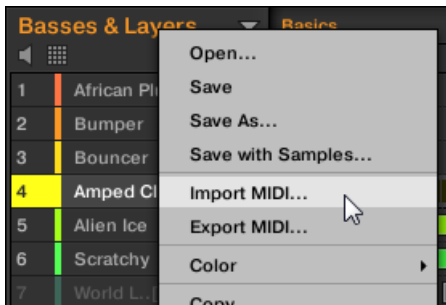 Basses & Layers
Basics
Open...
Save
Save As...
Save with Samples...
Import MIDI...
Export MIDI...
Color
Copy
1 African Pl
2 Bumper
3 Bouncer
4 Amped Cl
5 Alien Ice
6 Scratchy
7 World L..[